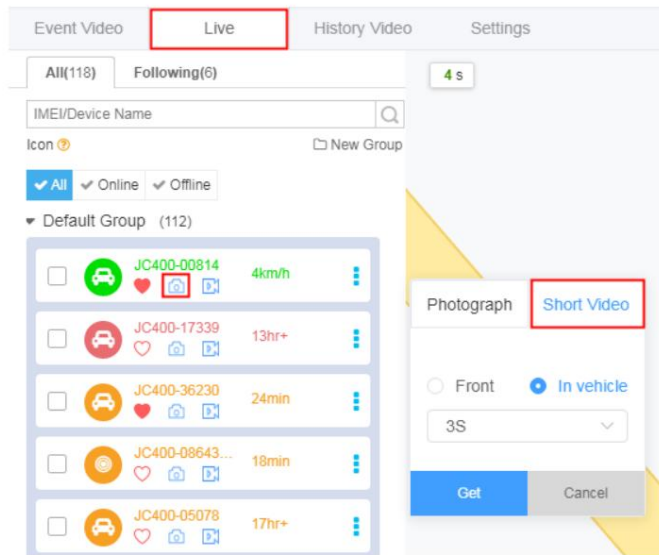 Event Video Live History Video Settings
All(118) Following(6)
4 s
IMEI/Device Name
Icon ? New Group
All Online Offline
Default Group (112)
JC400-00814 4km/h
JC400-17339 13hr+
JC400-36230 24min
JC400-08643... 18min
JC400-05078 17hr+
Photograph Short Video
Front In vehicle
3S
Get Cancel